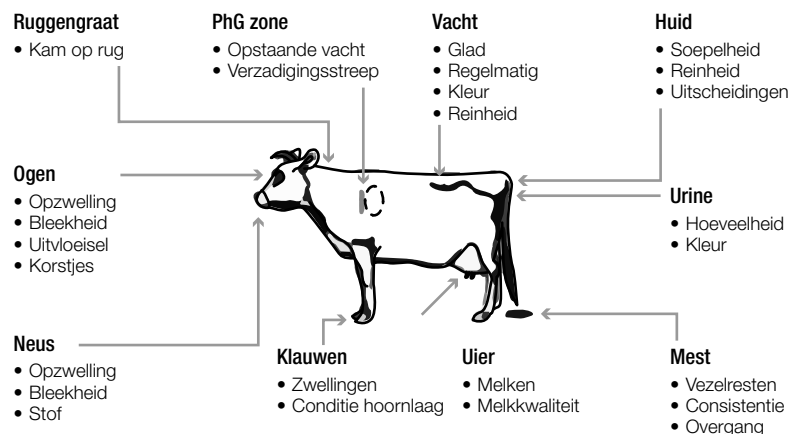 Ruggengraat
• Kam op rug
PhG zone
• Opstaande vacht
• Verzadigingsstreep
Vacht
• Glad
• Regelmatig
• Kleur
• Reinheid
Huid
• Soepelheid
• Reinheid
• Uitscheidingen
Ogen
• Opzwelling
• Bleekheid
• Uitvloeisel
• Korstjes
Urine
• Hoeveelheid
• Kleur
Neus
• Opzwelling
• Bleekheid
• Stof
Klauwen
• Zwellingen
• Conditie hoornlaag
Uier
• Melken
• Melkkwaliteit
Mest
• Vezelresten
• Consistentie
• Overgang